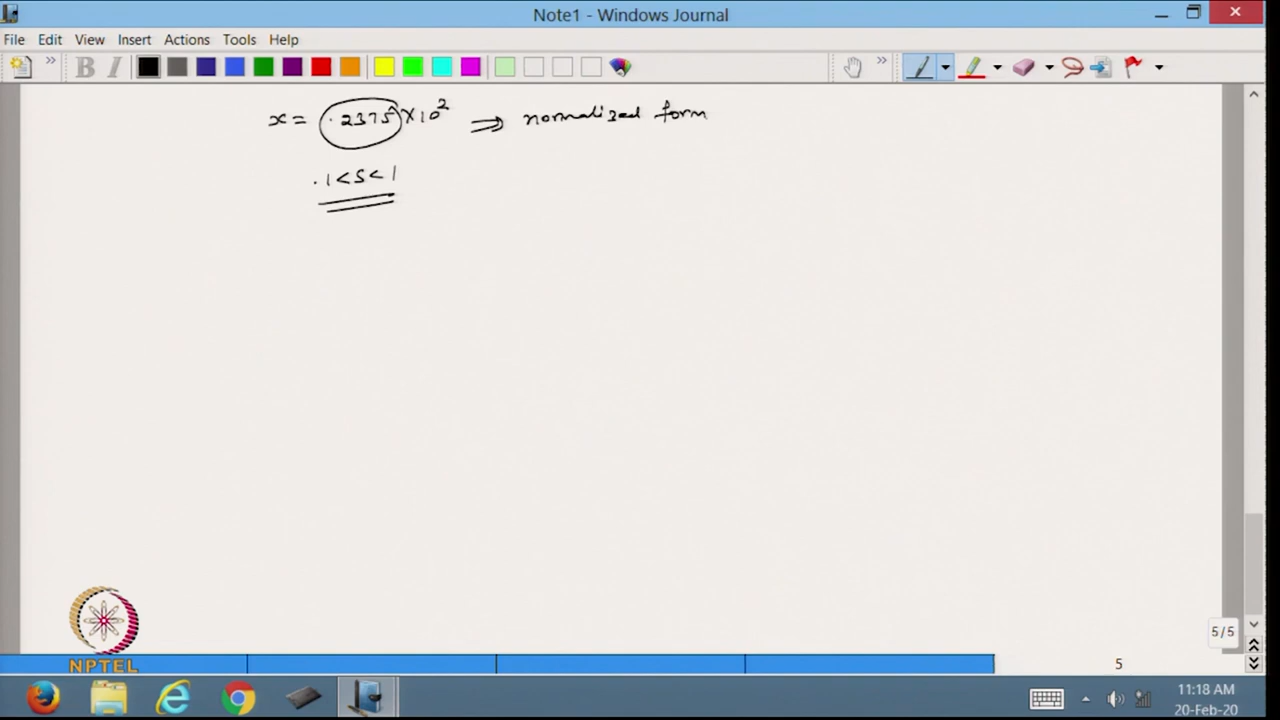 Note1 - Windows Journal
File Edit View Insert Actions Tools Help
B I
x = .2375 × 10² ⇒ normalized form
.1 < s < 1
5 / 5
NPTEL
5
11:18 AM
20-Feb-20